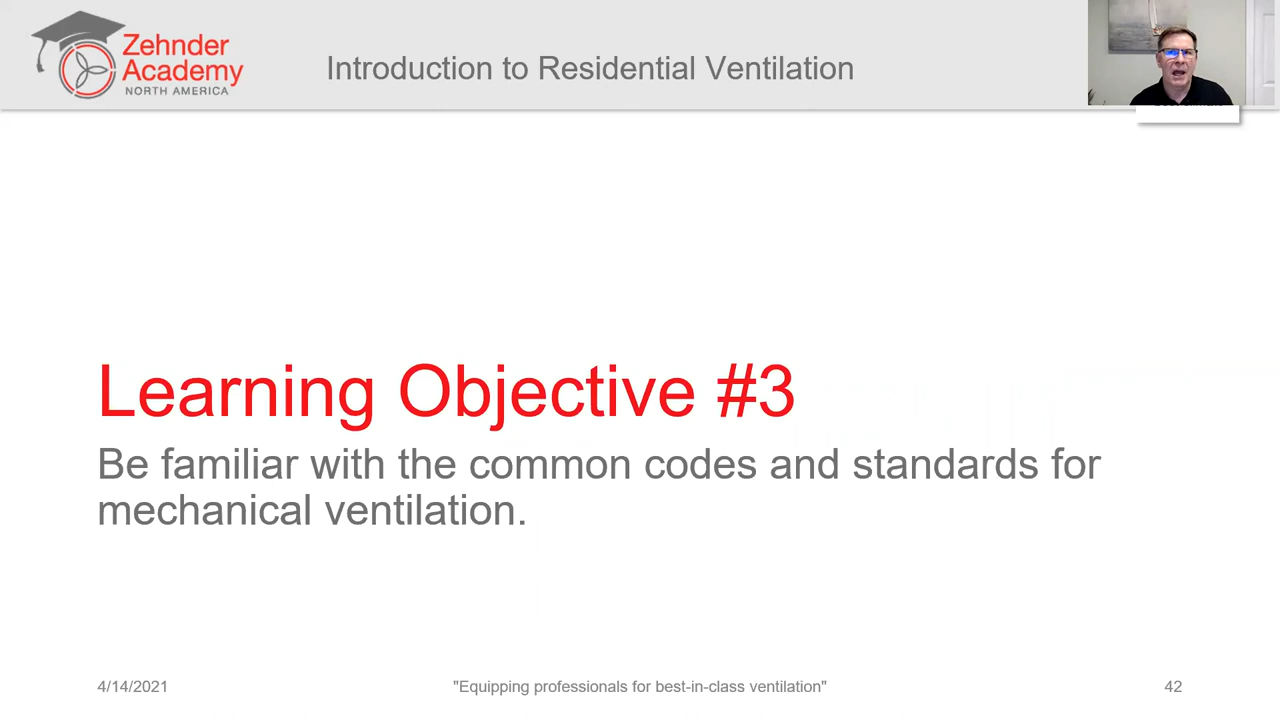 Zehnder
Academy
NORTH AMERICA
Introduction to Residential Ventilation
Learning Objective #3
Be familiar with the common codes and standards for
mechanical ventilation.
4/14/2021
"Equipping professionals for best-in-class ventilation"
42